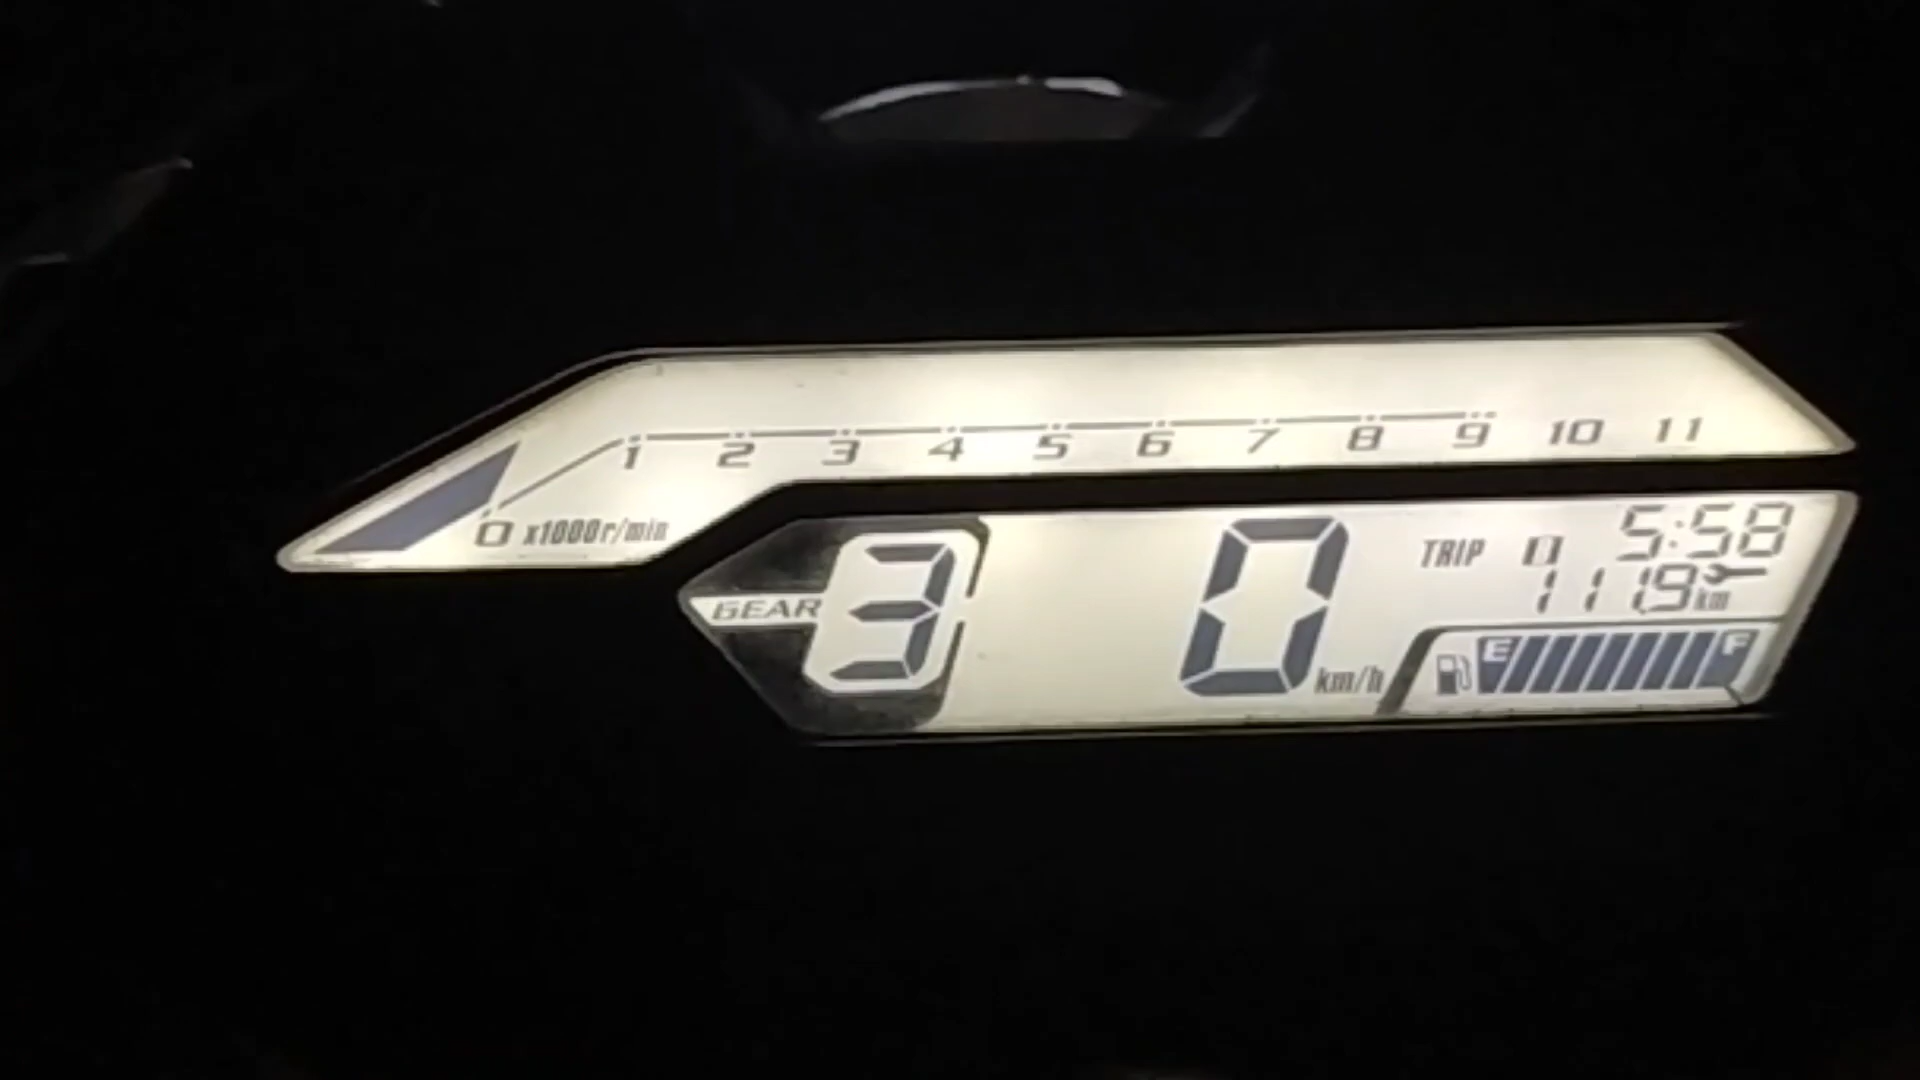 1 2 3 4 5 6 7 8 9 10 11
0 x1000r/min
GEAR 3
0 km/h
TRIP 5:58
111.9 km
E F